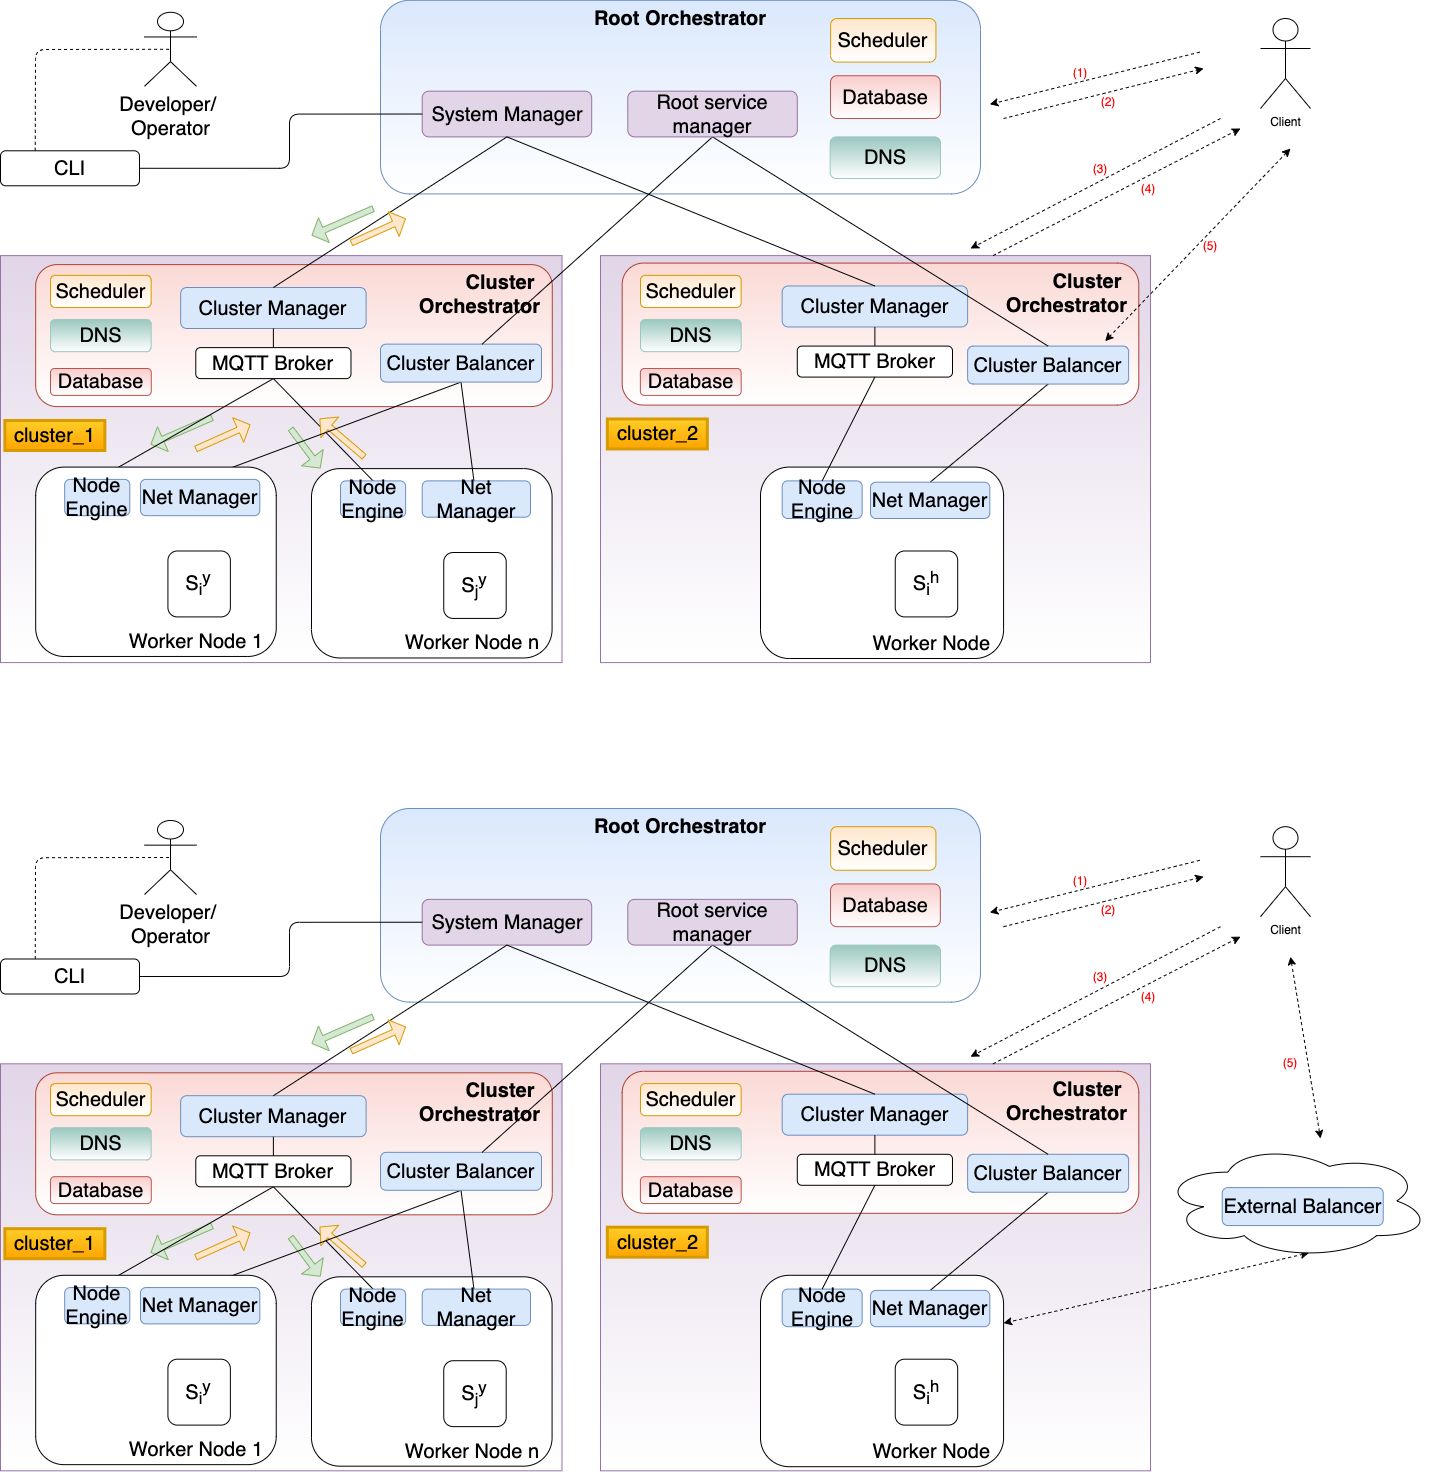 Root Orchestrator
Scheduler
Database
DNS
System Manager
Root service
manager
Developer/
Operator
CLI
Client
(1)
(2)
(3)
(4)
(5)
Scheduler
DNS
Database
Cluster Manager
MQTT Broker
Cluster
Orchestrator
Cluster Balancer
cluster_1
Node
Engine
Net Manager
Siy
Worker Node 1
Node
Engine
Net
Manager
Sjy
Worker Node n
Scheduler
DNS
Database
Cluster Manager
MQTT Broker
Cluster
Orchestrator
Cluster Balancer
cluster_2
Node
Engine
Net Manager
Sih
Worker Node
Root Orchestrator
Scheduler
Database
DNS
System Manager
Root service
manager
Developer/
Operator
CLI
Client
(1)
(2)
(3)
(4)
(5)
Scheduler
DNS
Database
Cluster Manager
MQTT Broker
Cluster
Orchestrator
Cluster Balancer
cluster_1
Node
Engine
Net Manager
Siy
Worker Node 1
Node
Engine
Net
Manager
Sjy
Worker Node n
Scheduler
DNS
Database
Cluster Manager
MQTT Broker
Cluster
Orchestrator
Cluster Balancer
cluster_2
Node
Engine
Net Manager
Sih
Worker Node
External Balancer